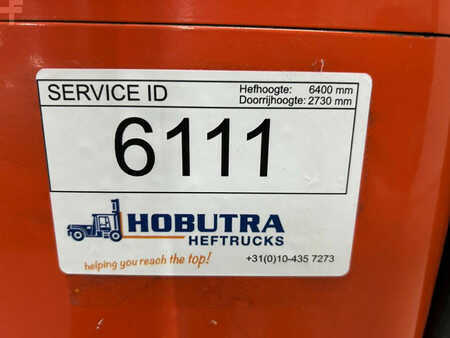 SERVICE ID
Hefhoogte: 6400 mm
Doorrijhoogte: 2730 mm
6111
HOBUTRA
HEFTRUCKS
helping you reach the top!
+31(0)10-435 7273